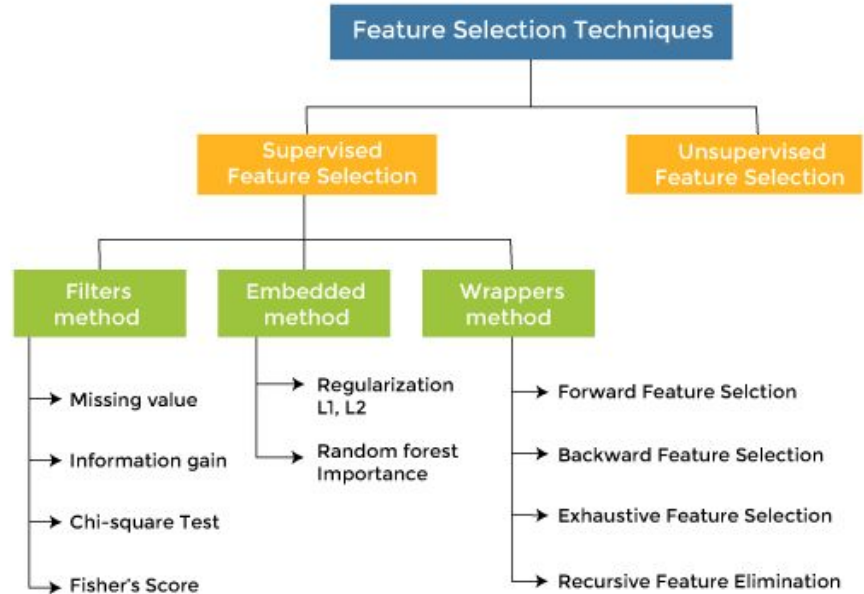 Feature Selection Techniques
Supervised
Feature Selection
Unsupervised
Feature Selection
Filters
method
Embedded
method
Wrappers
method
Missing value
Information gain
Chi-square Test
Fisher's Score
Regularization
L1, L2
Random forest
Importance
Forward Feature Selction
Backward Feature Selection
Exhaustive Feature Selection
Recursive Feature Elimination